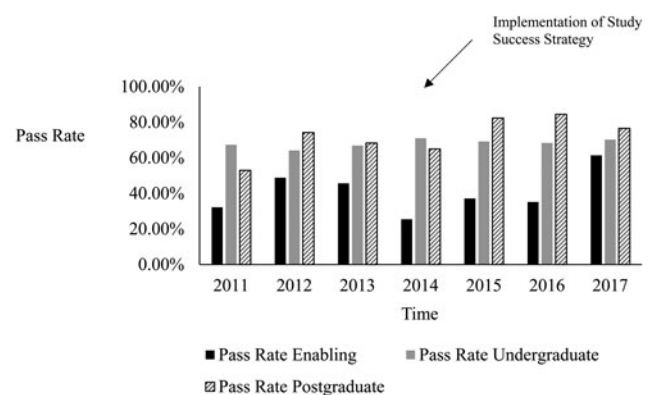 Implementation of Study
Success Strategy
Pass Rate
100.00%
80.00%
60.00%
40.00%
20.00%
0.00%
2011 2012 2013 2014 2015 2016 2017
Time
Pass Rate Enabling Pass Rate Undergraduate
Pass Rate Postgraduate